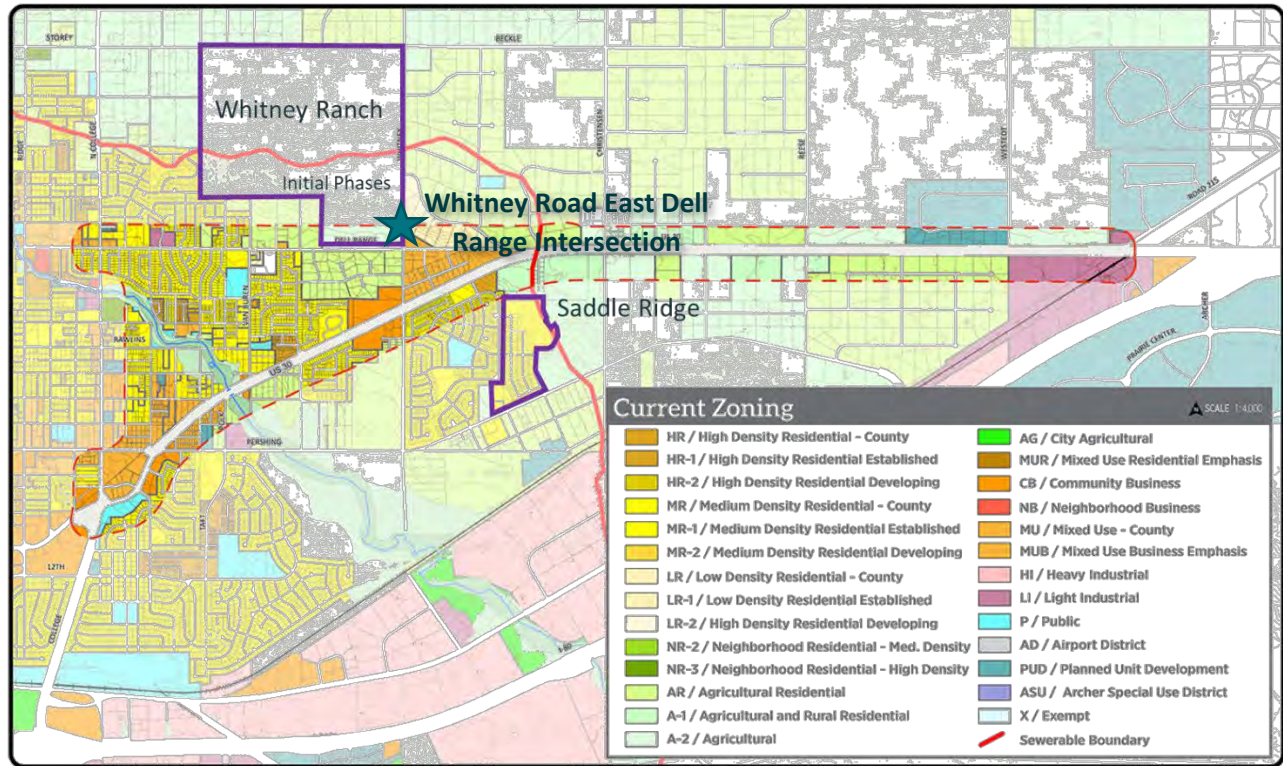 STOREY
BECKLE
Whitney Ranch
RIDGE
N COLLEGE
WHITNEY
CHRISTENSEN
REESE
WESTEDT
Initial Phases
ROAD 215
Whitney Road East Dell
Range Intersection
DELL RANGE
Saddle Ridge
VAN BUREN
RAWLINS
US 30
ARCHER
PRAIRIE CENTER
POLK
PERSHING
TAFT
12TH
COLLEGE
I-80
Current Zoning
SCALE 1:4,000
HR / High Density Residential - County
HR-1 / High Density Residential Established
HR-2 / High Density Residential Developing
MR / Medium Density Residential - County
MR-1 / Medium Density Residential Established
MR-2 / Medium Density Residential Developing
LR / Low Density Residential - County
LR-1 / Low Density Residential Established
LR-2 / High Density Residential Developing
NR-2 / Neighborhood Residential - Med. Density
NR-3 / Neighborhood Residential - High Density
AR / Agricultural Residential
A-1 / Agricultural and Rural Residential
A-2 / Agricultural
AG / City Agricultural
MUR / Mixed Use Residential Emphasis
CB / Community Business
NB / Neighborhood Business
MU / Mixed Use - County
MUB / Mixed Use Business Emphasis
HI / Heavy Industrial
LI / Light Industrial
P / Public
AD / Airport District
PUD / Planned Unit Development
ASU / Archer Special Use District
X / Exempt
Sewerable Boundary